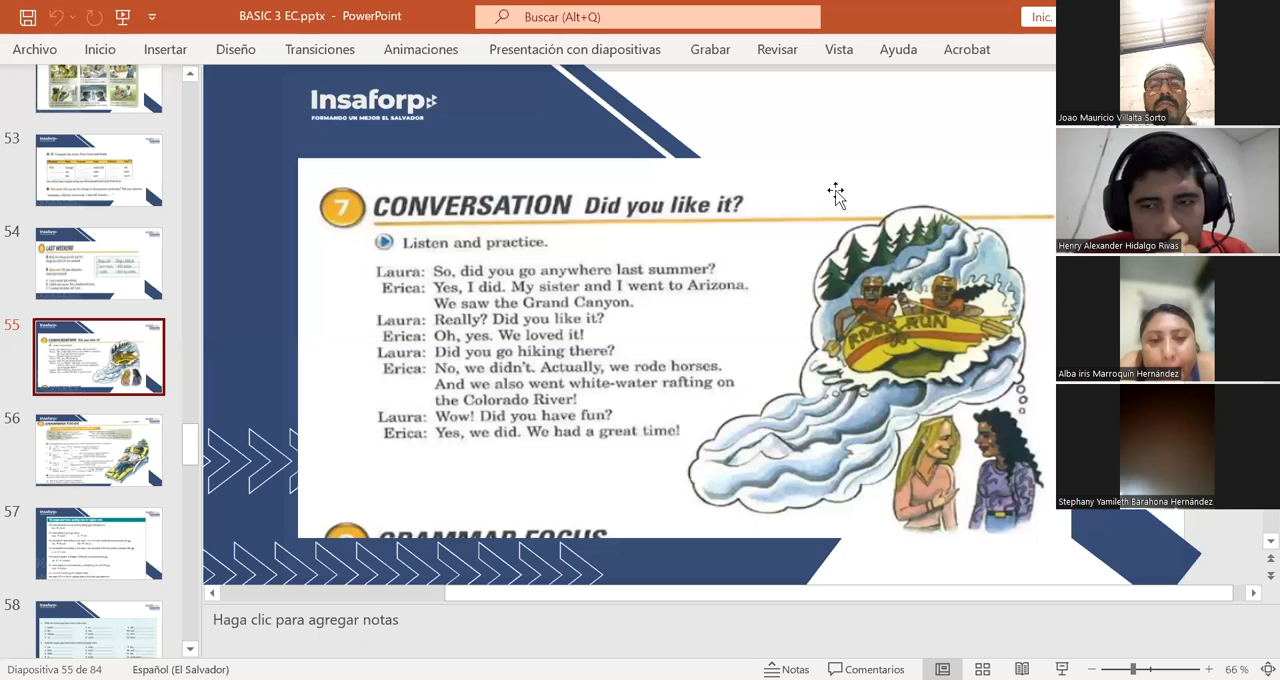 BASIC 3 EC.pptx - PowerPoint
Buscar (Alt+Q)
Inic.
Archivo Inicio Insertar Diseño Transiciones Animaciones Presentación con diapositivas Grabar Revisar Vista Ayuda Acrobat
53
54
LAST WEEKEND
55
56
57
58
Insaforp
FORMANDO UN MEJOR EL SALVADOR
7 CONVERSATION Did you like it?
Listen and practice.
Laura: So, did you go anywhere last summer?
Erica: Yes, I did. My sister and I went to Arizona.
We saw the Grand Canyon.
Laura: Really? Did you like it?
Erica: Oh, yes. We loved it!
Laura: Did you go hiking there?
Erica: No, we didn't. Actually, we rode horses.
And we also went white-water rafting on
the Colorado River!
Laura: Wow! Did you have fun?
Erica: Yes, we did. We had a great time!
RUN
GRAMMAR FOCUS
Joao Mauricio Villalta Sorto
Henry Alexander Hidalgo Rivas
Alba iris Marroquin Hernández
Stephany Yamileth Barahona Hernández
Haga clic para agregar notas
Diapositiva 55 de 84 Español (El Salvador) Notas Comentarios 66 %